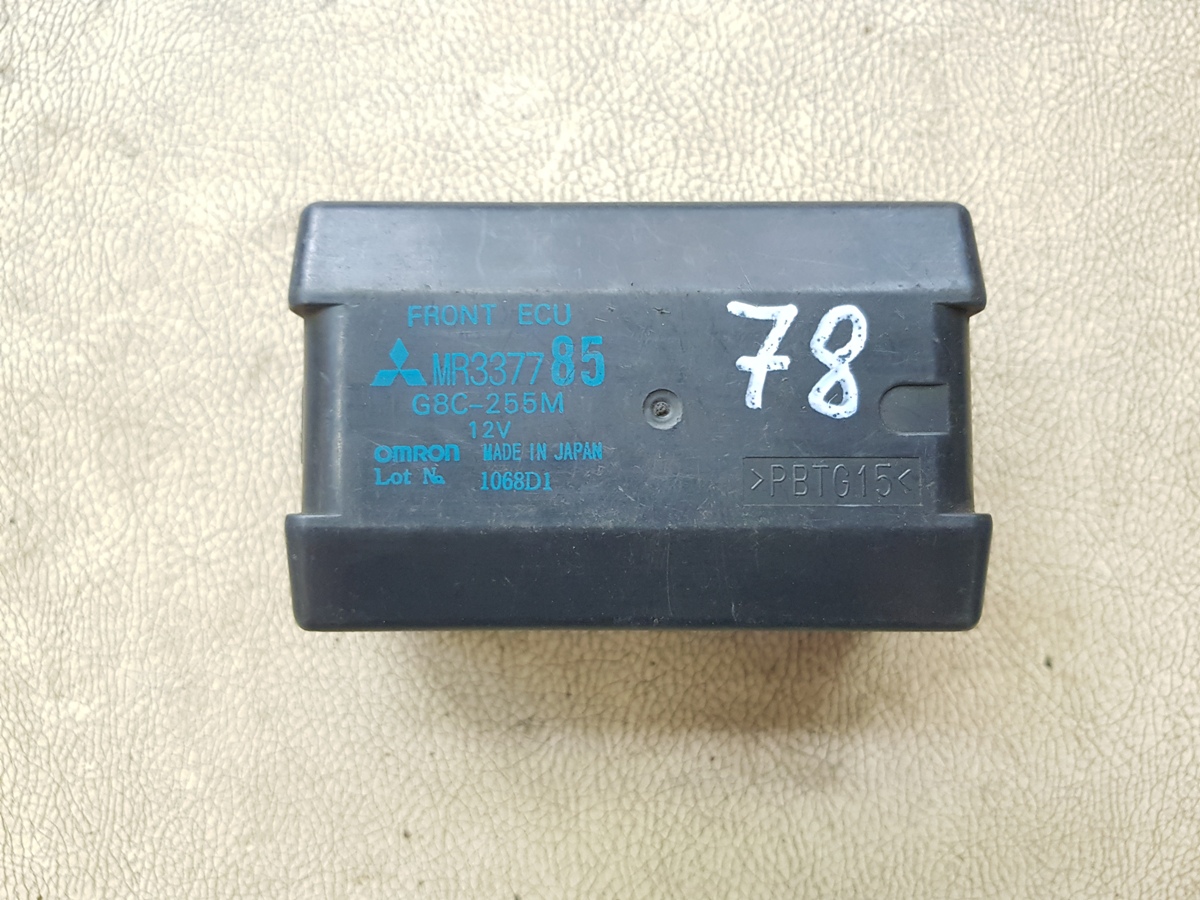 FRONT ECU
MR337785
G8C-255M
12V
OMRON MADE IN JAPAN
Lot № 1068D1
78
>PBTG15<